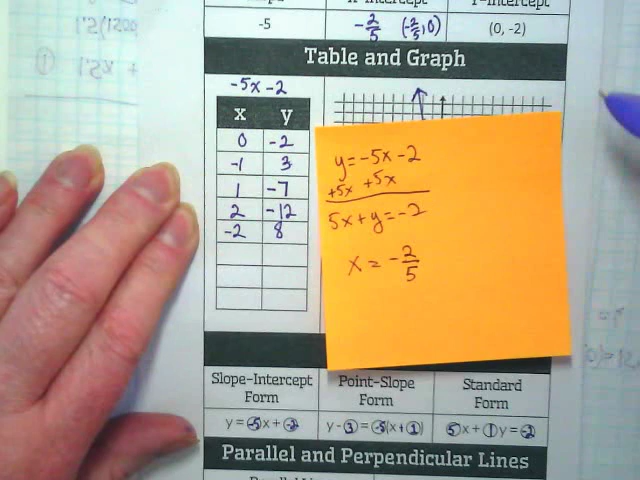 -5 -2/5 (-2/5, 0) (0, -2)
Table and Graph
-5x -2
x y
0 -2
-1 3
1 -7
2 -12
-2 8
y = -5x - 2
+5x +5x
5x + y = -2
x = -2/5
Slope-Intercept Form Point-Slope Form Standard Form
y = -5x + -2 y - 3 = -5(x + 1) 5x + 1y = -2
Parallel and Perpendicular Lines